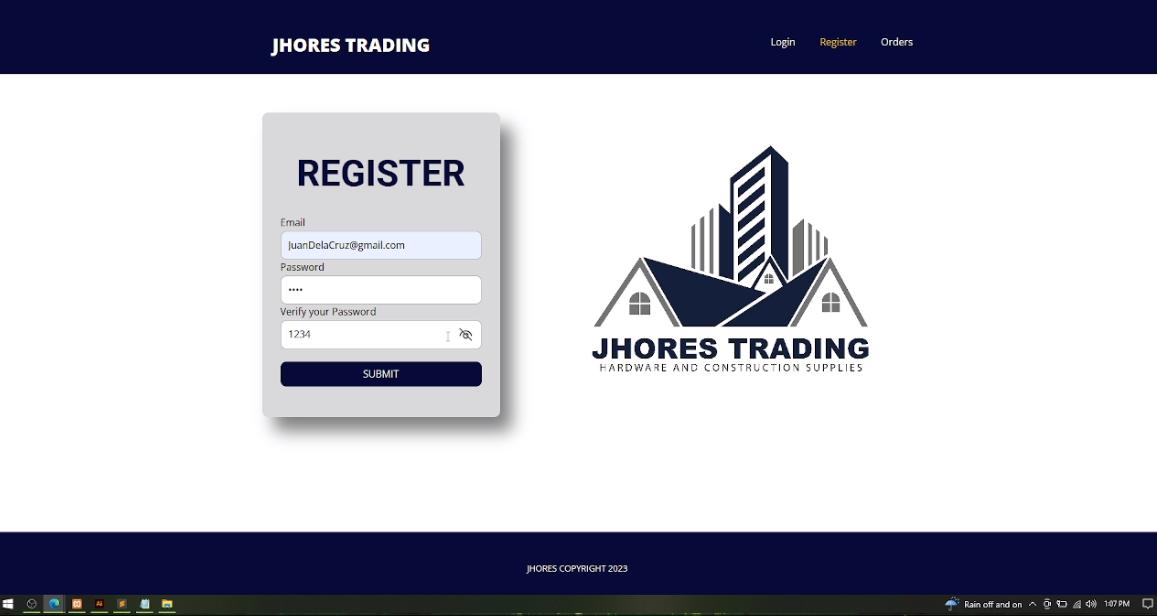 JHORES TRADING
Login Register Orders
REGISTER
Email
JuanDelaCruz@gmail.com
Password
••••
Verify your Password
1234
SUBMIT
JHORES TRADING
HARDWARE AND CONSTRUCTION SUPPLIES
JHORES COPYRIGHT 2023
Ai
Rain off and on
1:07 PM